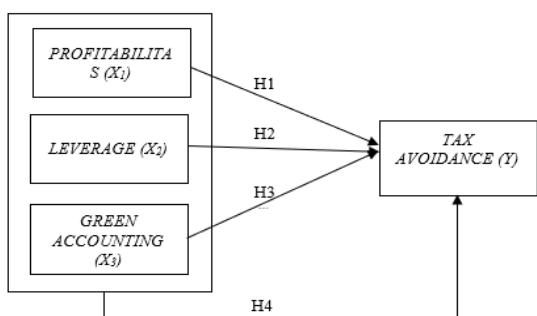 PROFITABILITA
S (X1)
H1
LEVERAGE (X2)
H2
TAX
AVOIDANCE (Y)
H3
GREEN
ACCOUNTING
(X3)
H4